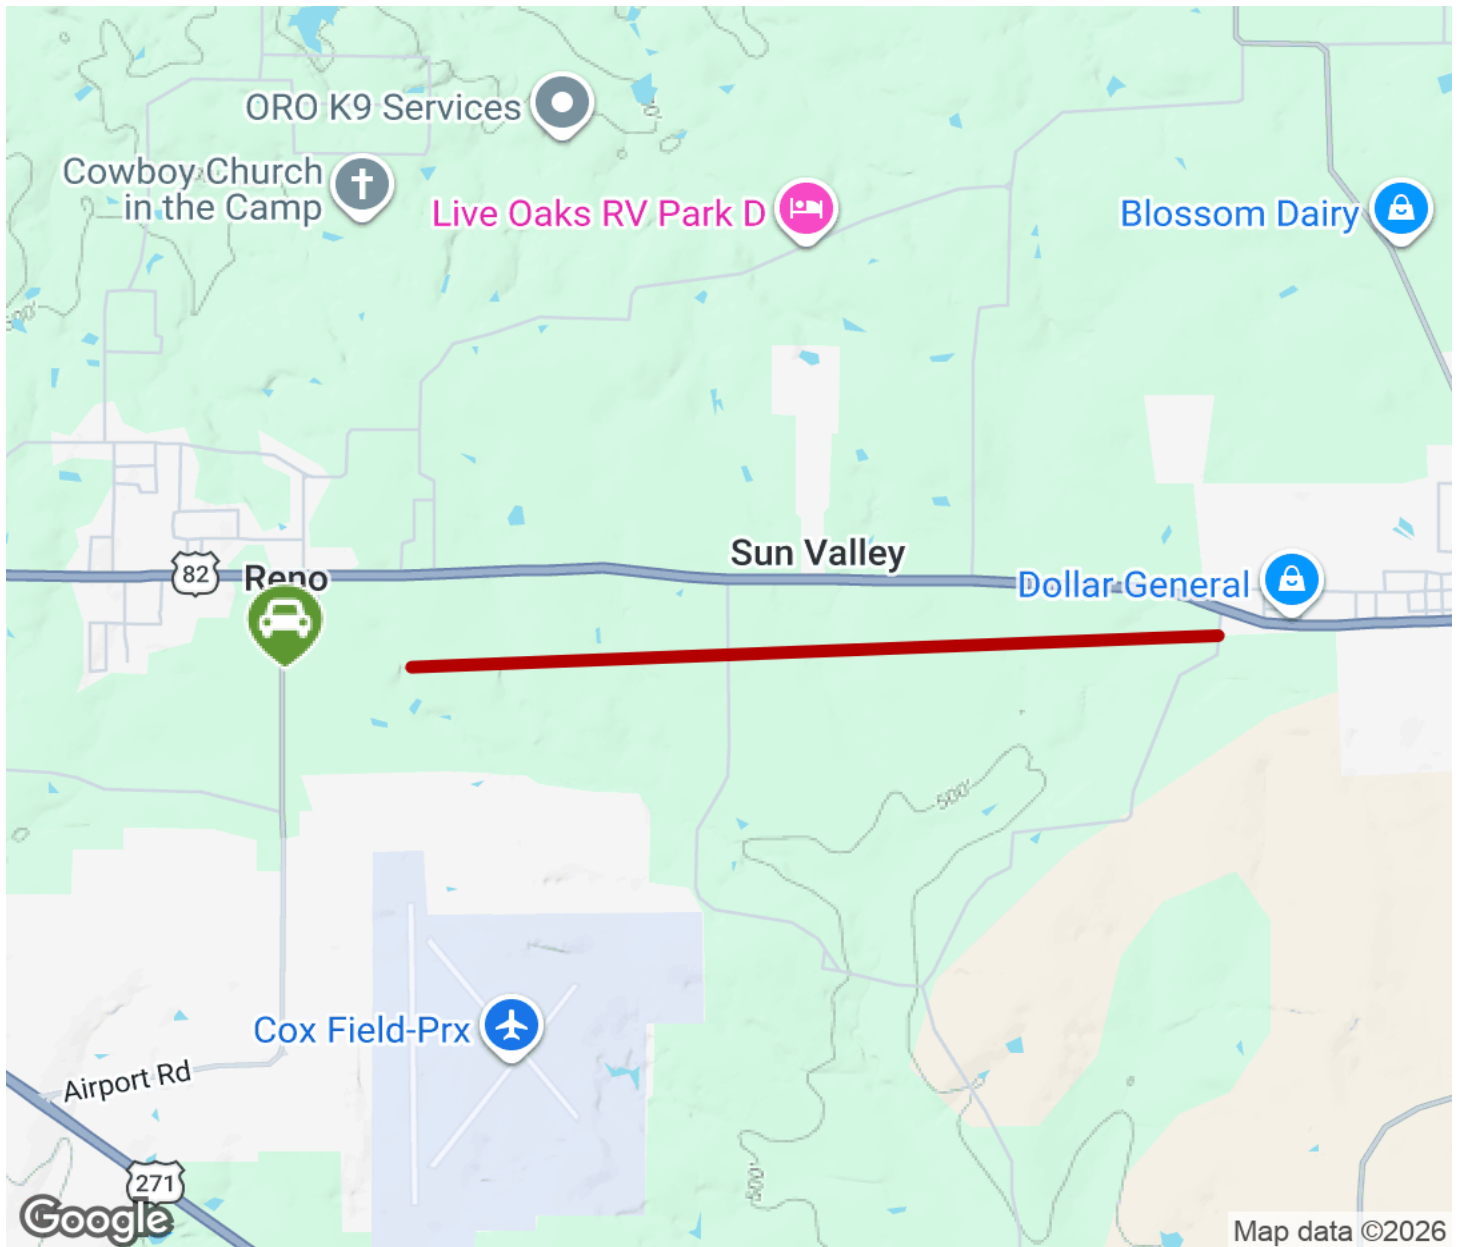 ORO K9 Services
Cowboy Church
in the Camp
Live Oaks RV Park D
Blossom Dairy
500'
Sun Valley
82
Reno
Dollar General
500'
Cox Field-Prx
Airport Rd
271
500'
Google
Map data ©2026